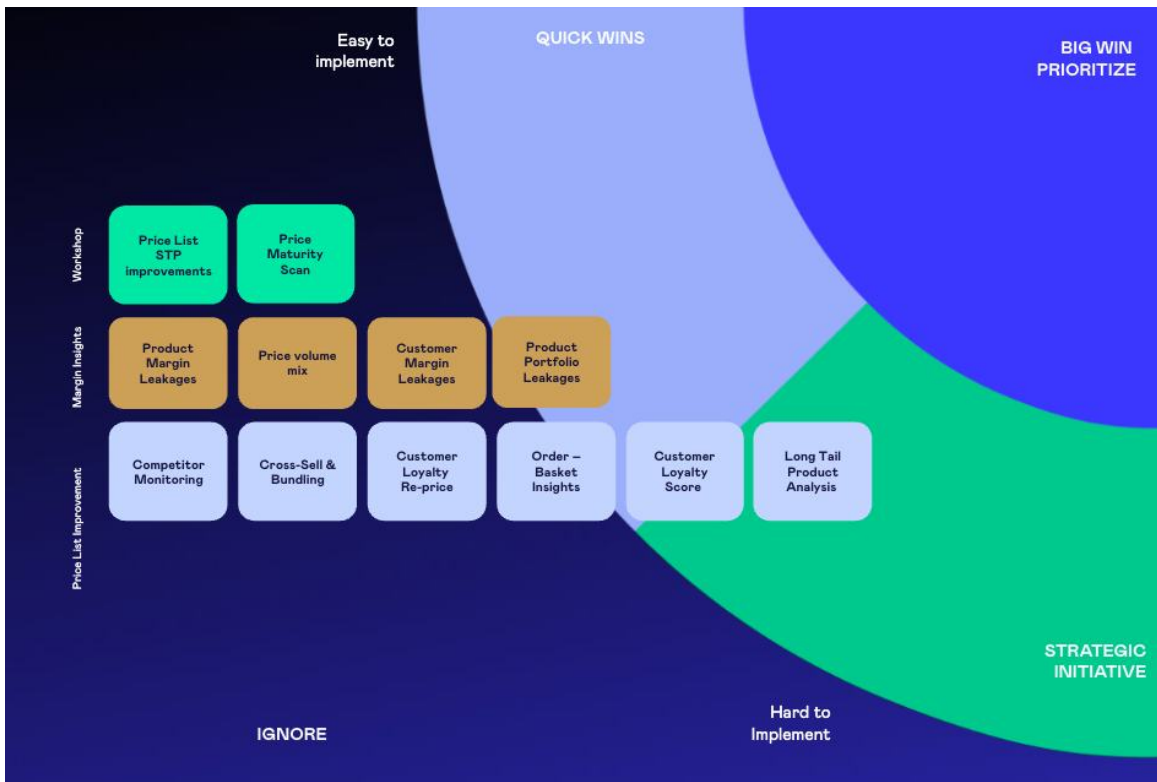 Easy to
implement
QUICK WINS
BIG WIN
PRIORITIZE
Workshop
Price List
STP
improvements
Price
Maturity
Scan
Margin Insights
Product
Margin
Leakages
Price volume
mix
Customer
Margin
Leakages
Product
Portfolio
Leakages
Price List Improvement
Competitor
Monitoring
Cross-Sell &
Bundling
Customer
Loyalty
Re-price
Order –
Basket
Insights
Customer
Loyalty
Score
Long Tail
Product
Analysis
STRATEGIC
INITIATIVE
Hard to
Implement
IGNORE